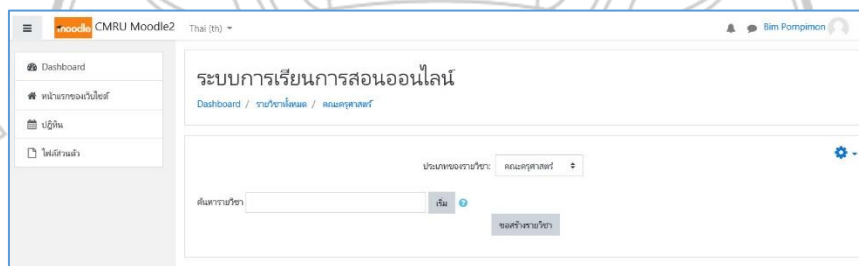 moodle CMRU Moodle2 Thai (th) Bim Pornpimon
Dashboard
หน้าแรกของเว็บไซต์
ปฏิทิน
ไฟล์ส่วนตัว
ระบบการเรียนการสอนออนไลน์
Dashboard / รายวิชาทั้งหมด / คณะครุศาสตร์
ประเภทของรายวิชา: คณะครุศาสตร์
ค้นหารายวิชา เริ่ม
ขอสร้างรายวิชา